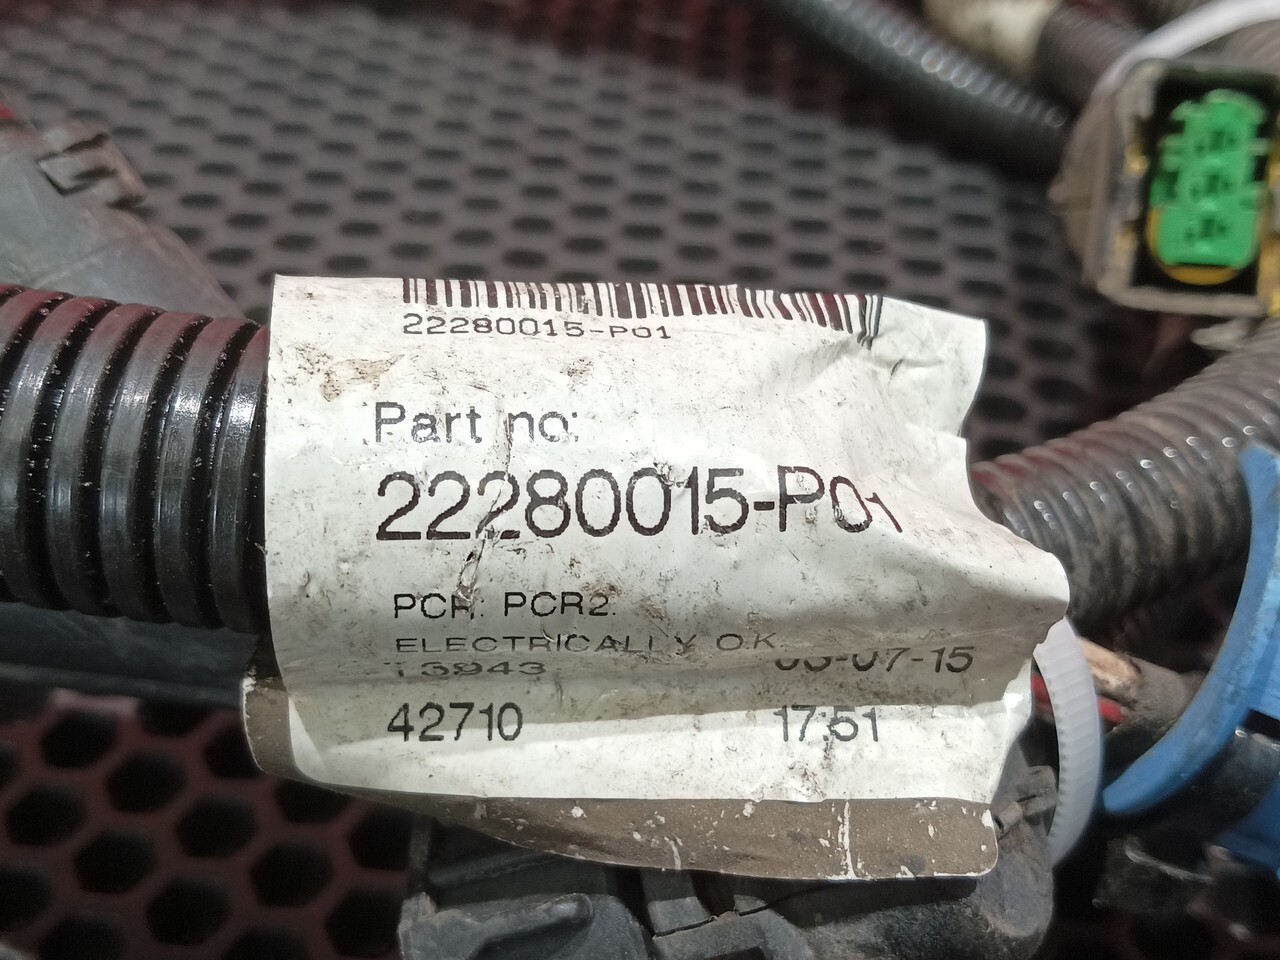 22280015-P01
Part no:
22280015-P01
PCR: PCR2.
ELECTRICALLY O.K.
42710 17:51